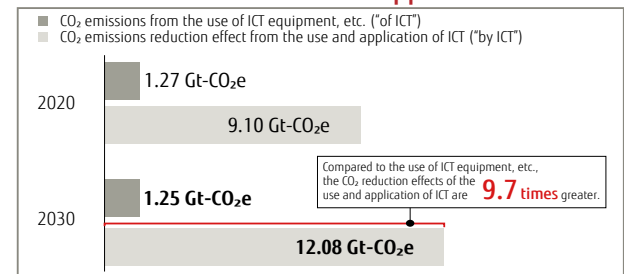 CO₂ emissions from the use of ICT equipment, etc. ("of ICT")
CO₂ emissions reduction effect from the use and application of ICT ("by ICT")
2020
1.27 Gt-CO₂e
9.10 Gt-CO₂e
Compared to the use of ICT equipment, etc.,
the CO₂ reduction effects of the
use and application of ICT are 9.7 times greater.
2030
1.25 Gt-CO₂e
12.08 Gt-CO₂e